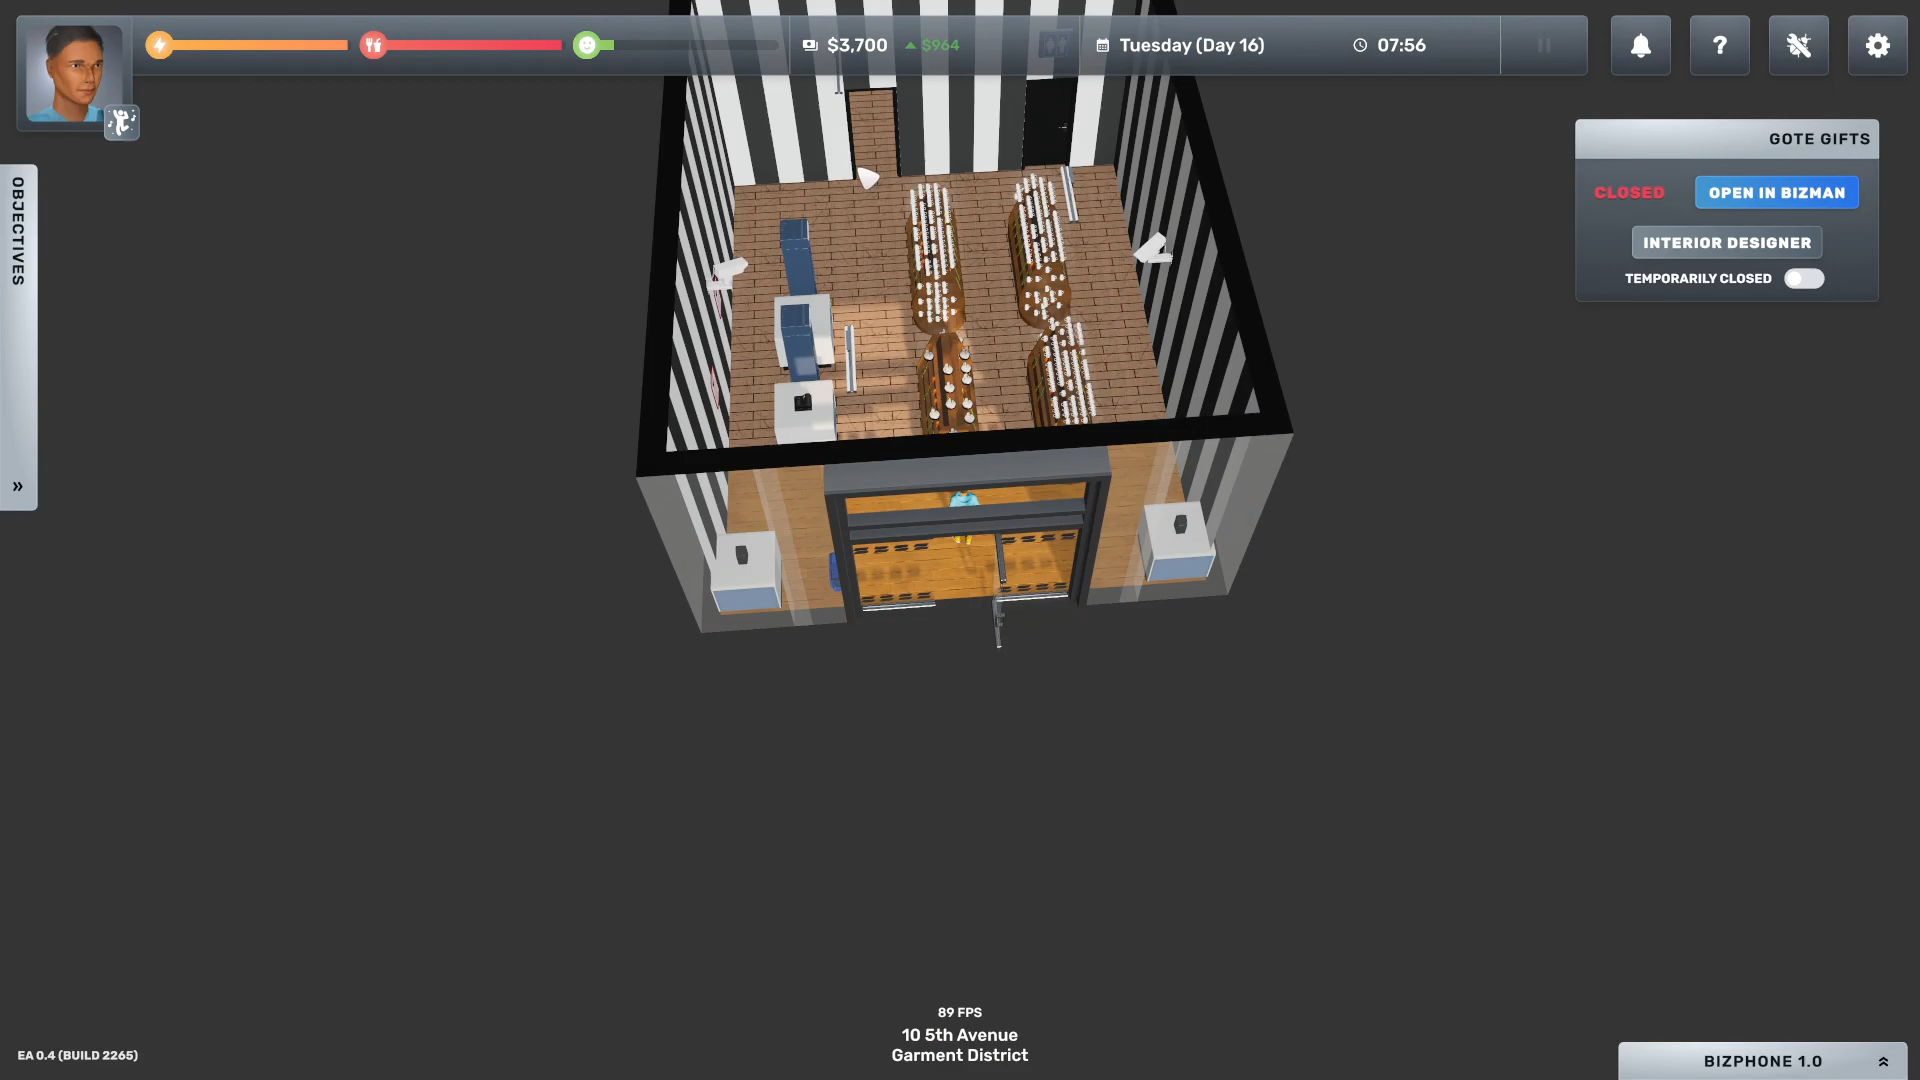 $3,700 $964 Tuesday (Day 16) 07:56
?
GOTE GIFTS
CLOSED OPEN IN BIZMAN
INTERIOR DESIGNER
TEMPORARILY CLOSED
OBJECTIVES
89 FPS
10 5th Avenue
Garment District
EA 0.4 (BUILD 2265)
BIZPHONE 1.0